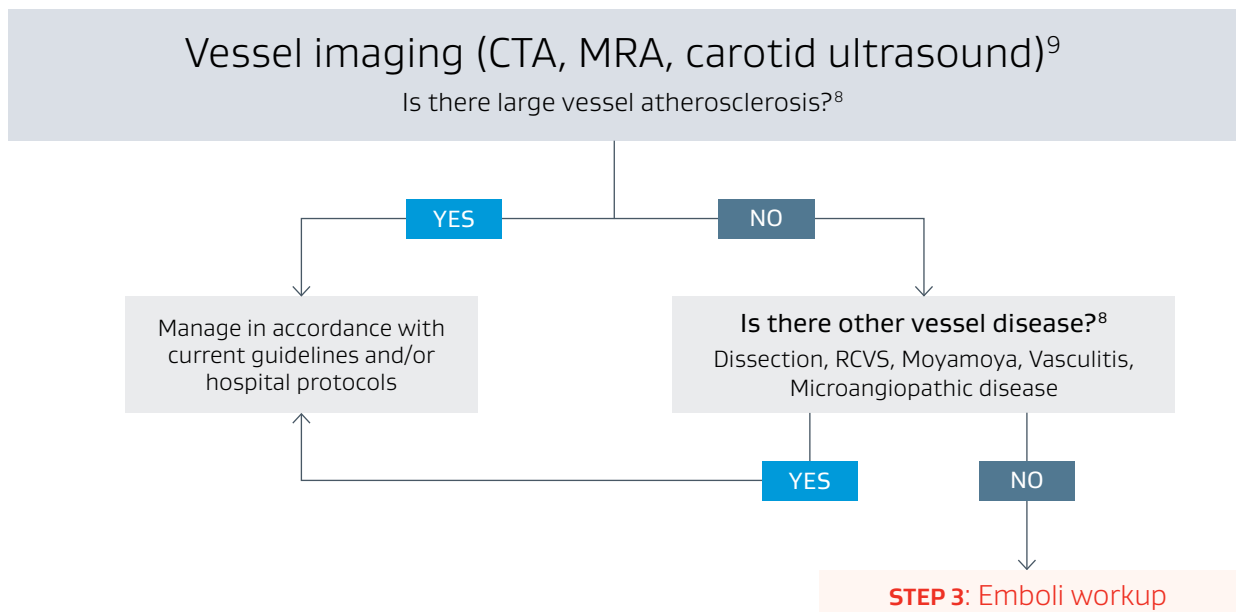 Vessel imaging (CTA, MRA, carotid ultrasound)⁹
Is there large vessel atherosclerosis?⁸
YES
NO
Manage in accordance with
current guidelines and/or
hospital protocols
Is there other vessel disease?⁸
Dissection, RCVS, Moyamoya, Vasculitis,
Microangiopathic disease
YES
NO
STEP 3: Emboli workup